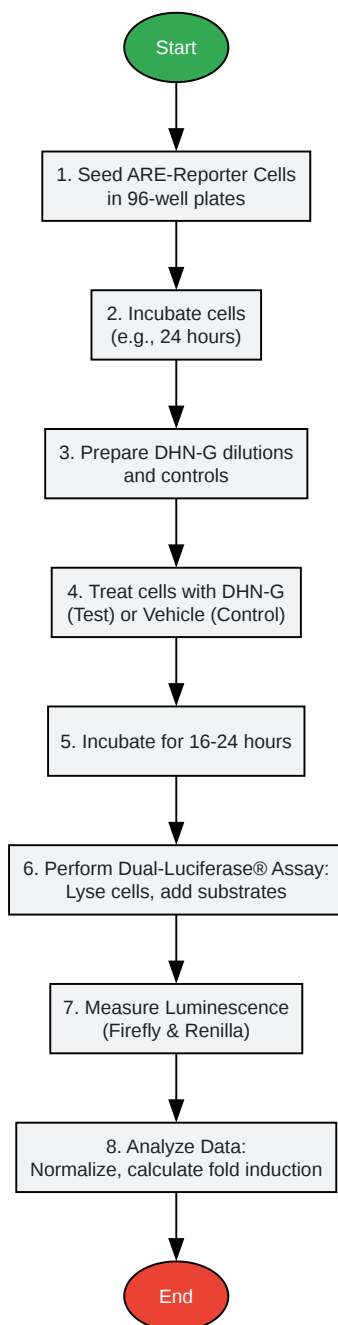 Start
1. Seed ARE-Reporter Cells
in 96-well plates
2. Incubate cells
(e.g., 24 hours)
3. Prepare DHN-G dilutions
and controls
4. Treat cells with DHN-G
(Test) or Vehicle (Control)
5. Incubate for 16-24 hours
6. Perform Dual-Luciferase® Assay:
Lyse cells, add substrates
7. Measure Luminescence
(Firefly & Renilla)
8. Analyze Data:
Normalize, calculate fold induction
End